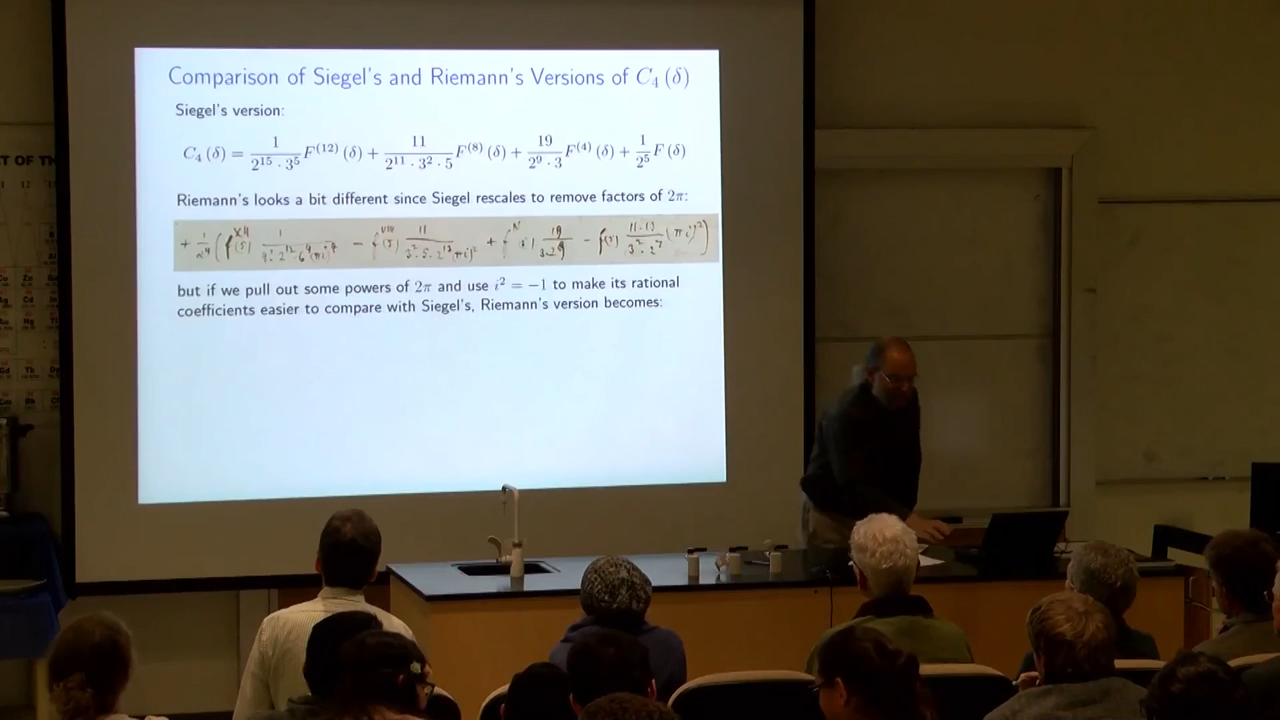 Comparison of Siegel's and Riemann's Versions of C₄ (δ)
Siegel's version:
C₄ (δ) = 1/(2¹⁵ · 3⁵) F⁽¹²⁾ (δ) + 11/(2¹¹ · 3² · 5) F⁽⁸⁾ (δ) + 19/(2⁹ · 3) F⁽⁴⁾ (δ) + 1/2⁵ F (δ)
Riemann's looks a bit different since Siegel rescales to remove factors of 2π:
but if we pull out some powers of 2π and use i² = −1 to make its rational
coefficients easier to compare with Siegel's, Riemann's version becomes: